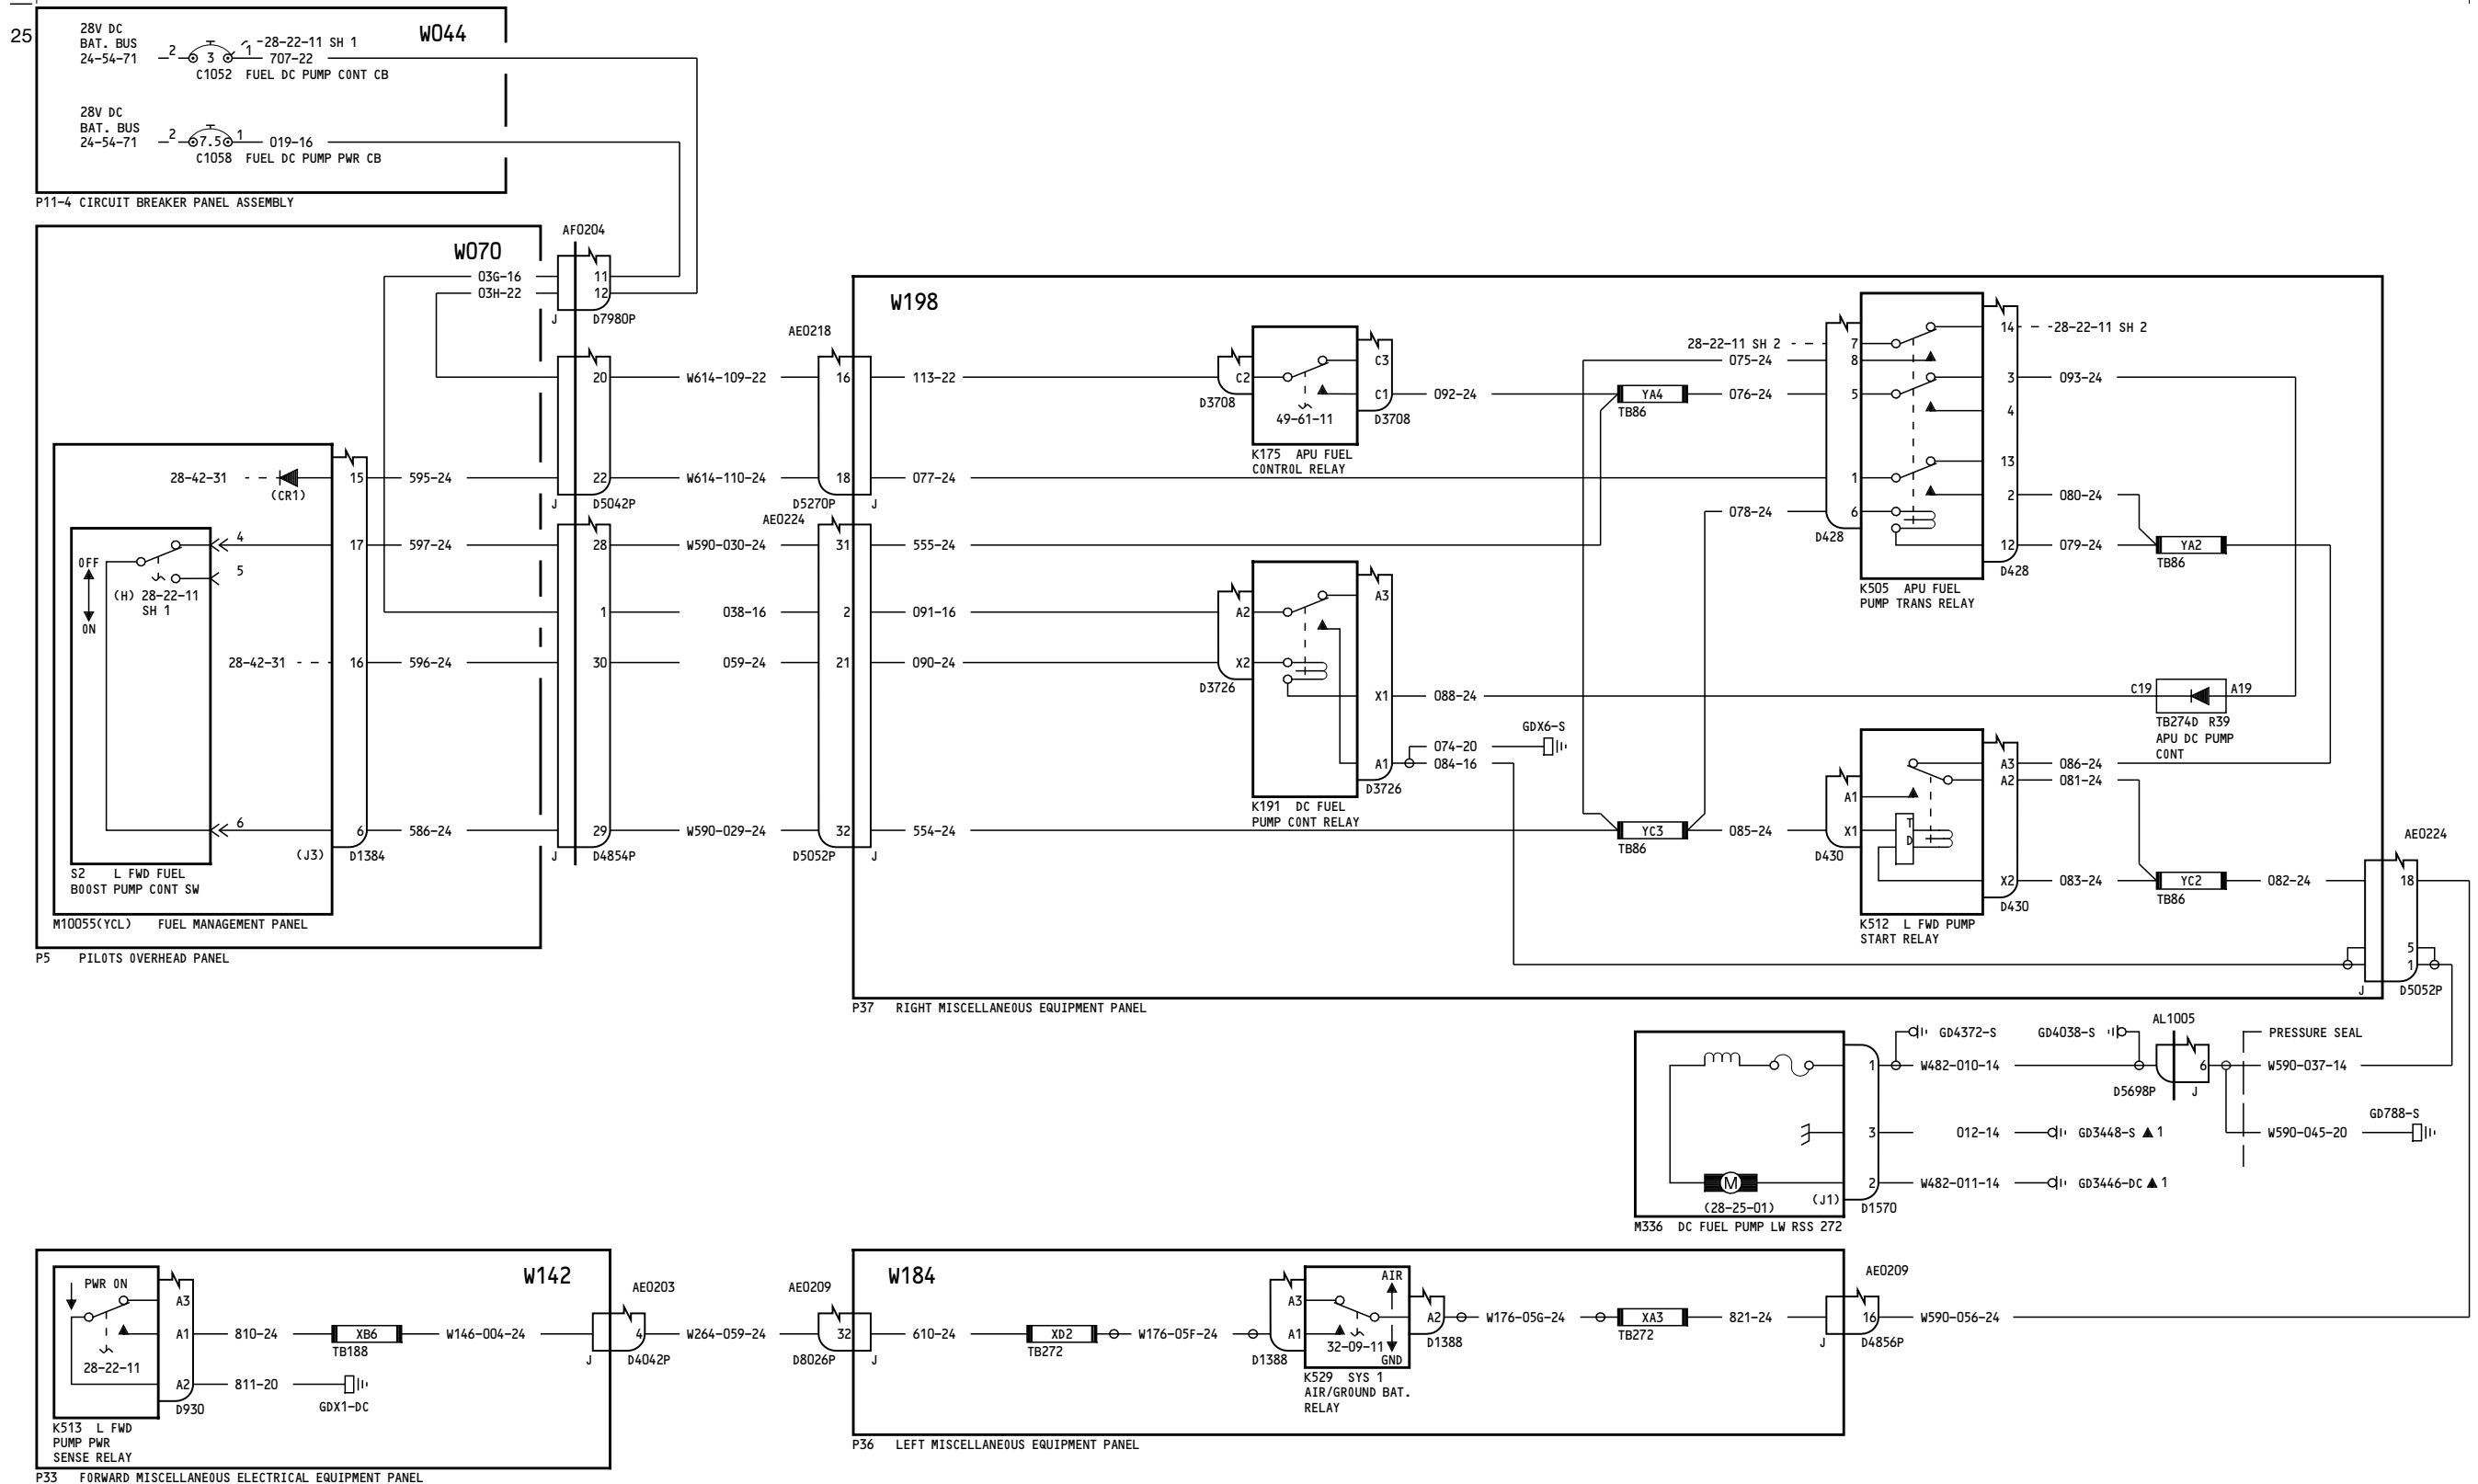 25
28V DC
BAT. BUS
24-54-71
2
3
1
28-22-11 SH 1
707-22
C1052 FUEL DC PUMP CONT CB
W044
28V DC
BAT. BUS
24-54-71
2
7.5
1
019-16
C1058 FUEL DC PUMP PWR CB
P11-4 CIRCUIT BREAKER PANEL ASSEMBLY
W070
AF0204
03G-16
11
03H-22
12
J
D7980P
20
W614-109-22
28-42-31
(CR1)
15
595-24
22
W614-110-24
J
D5042P
4
17
597-24
28
W590-030-24
OFF
5
(H) 28-22-11
SH 1
ON
1
038-16
28-42-31
16
596-24
30
059-24
6
6
586-24
29
W590-029-24
(J3)
D1384
J
D4854P
S2 L FWD FUEL
BOOST PUMP CONT SW
M10055(YCL) FUEL MANAGEMENT PANEL
P5 PILOTS OVERHEAD PANEL
AE0218
W198
16
113-22
18
077-24
D5270P
J
AE0224
31
555-24
2
091-16
21
090-24
32
554-24
D5052P
J
C2
C3
C1
D3708
49-61-11
D3708
K175 APU FUEL
CONTROL RELAY
092-24
YA4
TB86
076-24
28-22-11 SH 2
075-24
7
8
5
1
6
078-24
D428
14
28-22-11 SH 2
3
093-24
4
13
2
080-24
12
079-24
YA2
TB86
D428
K505 APU FUEL
PUMP TRANS RELAY
A2
A3
X2
D3726
X1
088-24
C19
A19
TB274D R39
APU DC PUMP
CONT
GDX6-S
074-20
A1
084-16
D3726
K191 DC FUEL
PUMP CONT RELAY
YC3
TB86
085-24
A1
X1
T
D
D430
A3
086-24
A2
081-24
X2
083-24
YC2
TB86
082-24
D430
K512 L FWD PUMP
START RELAY
AE0224
18
5
1
J
D5052P
P37 RIGHT MISCELLANEOUS EQUIPMENT PANEL
GD4372-S
GD4038-S
AL1005
PRESSURE SEAL
1
W482-010-14
6
W590-037-14
D5698P
J
GD788-S
3
012-14
GD3448-S
1
W590-045-20
M
2
W482-011-14
GD3446-DC
1
(28-25-01)
(J1)
D1570
M336 DC FUEL PUMP LW RSS 272
W142
PWR ON
A3
A1
810-24
XB6
TB188
W146-004-24
28-22-11
A2
811-20
GDX1-DC
D930
K513 L FWD
PUMP PWR
SENSE RELAY
P33 FORWARD MISCELLANEOUS ELECTRICAL EQUIPMENT PANEL
AE0203
4
W264-059-24
J
D4042P
AE0209
W184
32
610-24
D8026P
J
XD2
TB272
W176-05F-24
A3
A1
D1388
AIR
32-09-11
GND
A2
D1388
K529 SYS 1
AIR/GROUND BAT.
RELAY
W176-05G-24
XA3
TB272
821-24
AE0209
16
W590-056-24
J
D4856P
P36 LEFT MISCELLANEOUS EQUIPMENT PANEL